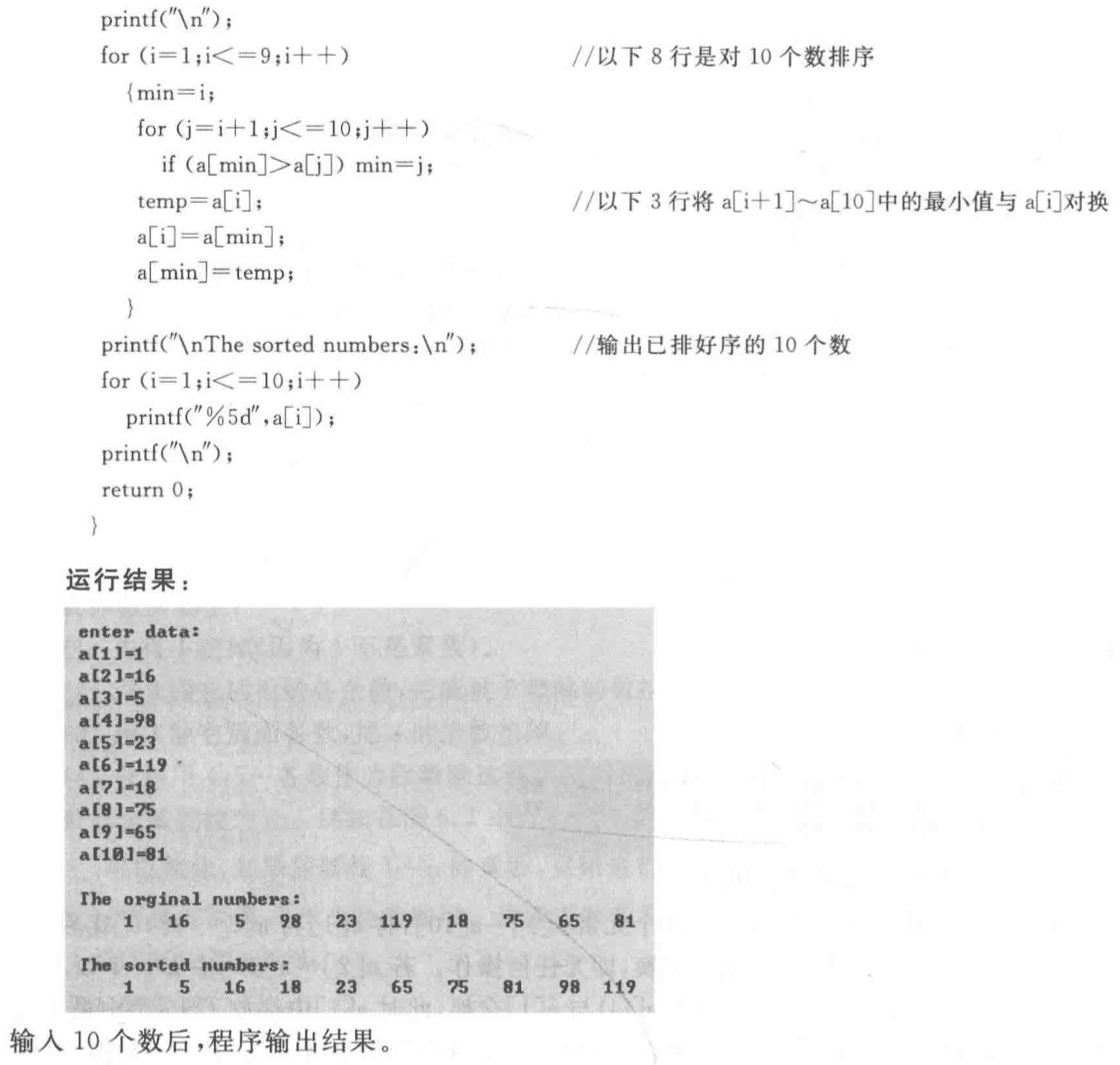 printf("\n");
for (i=1;i<=9;i++) //以下 8 行是对 10 个数排序
{min=i;
for (j=i+1;j<=10;j++)
if (a[min]>a[j]) min=j;
temp=a[i]; //以下 3 行将 a[i+1]～a[10]中的最小值与 a[i]对换
a[i]=a[min];
a[min]=temp;
}
printf("\nThe sorted numbers:\n"); //输出已排好序的 10 个数
for (i=1;i<=10;i++)
printf("%5d",a[i]);
printf("\n");
return 0;
}
运行结果：
enter data:
a[1]=1
a[2]=16
a[3]=5
a[4]=98
a[5]=23
a[6]=119
a[7]=18
a[8]=75
a[9]=65
a[10]=81
The orginal numbers:
1 16 5 98 23 119 18 75 65 81
The sorted numbers:
1 5 16 18 23 65 75 81 98 119
输入 10 个数后,程序输出结果。